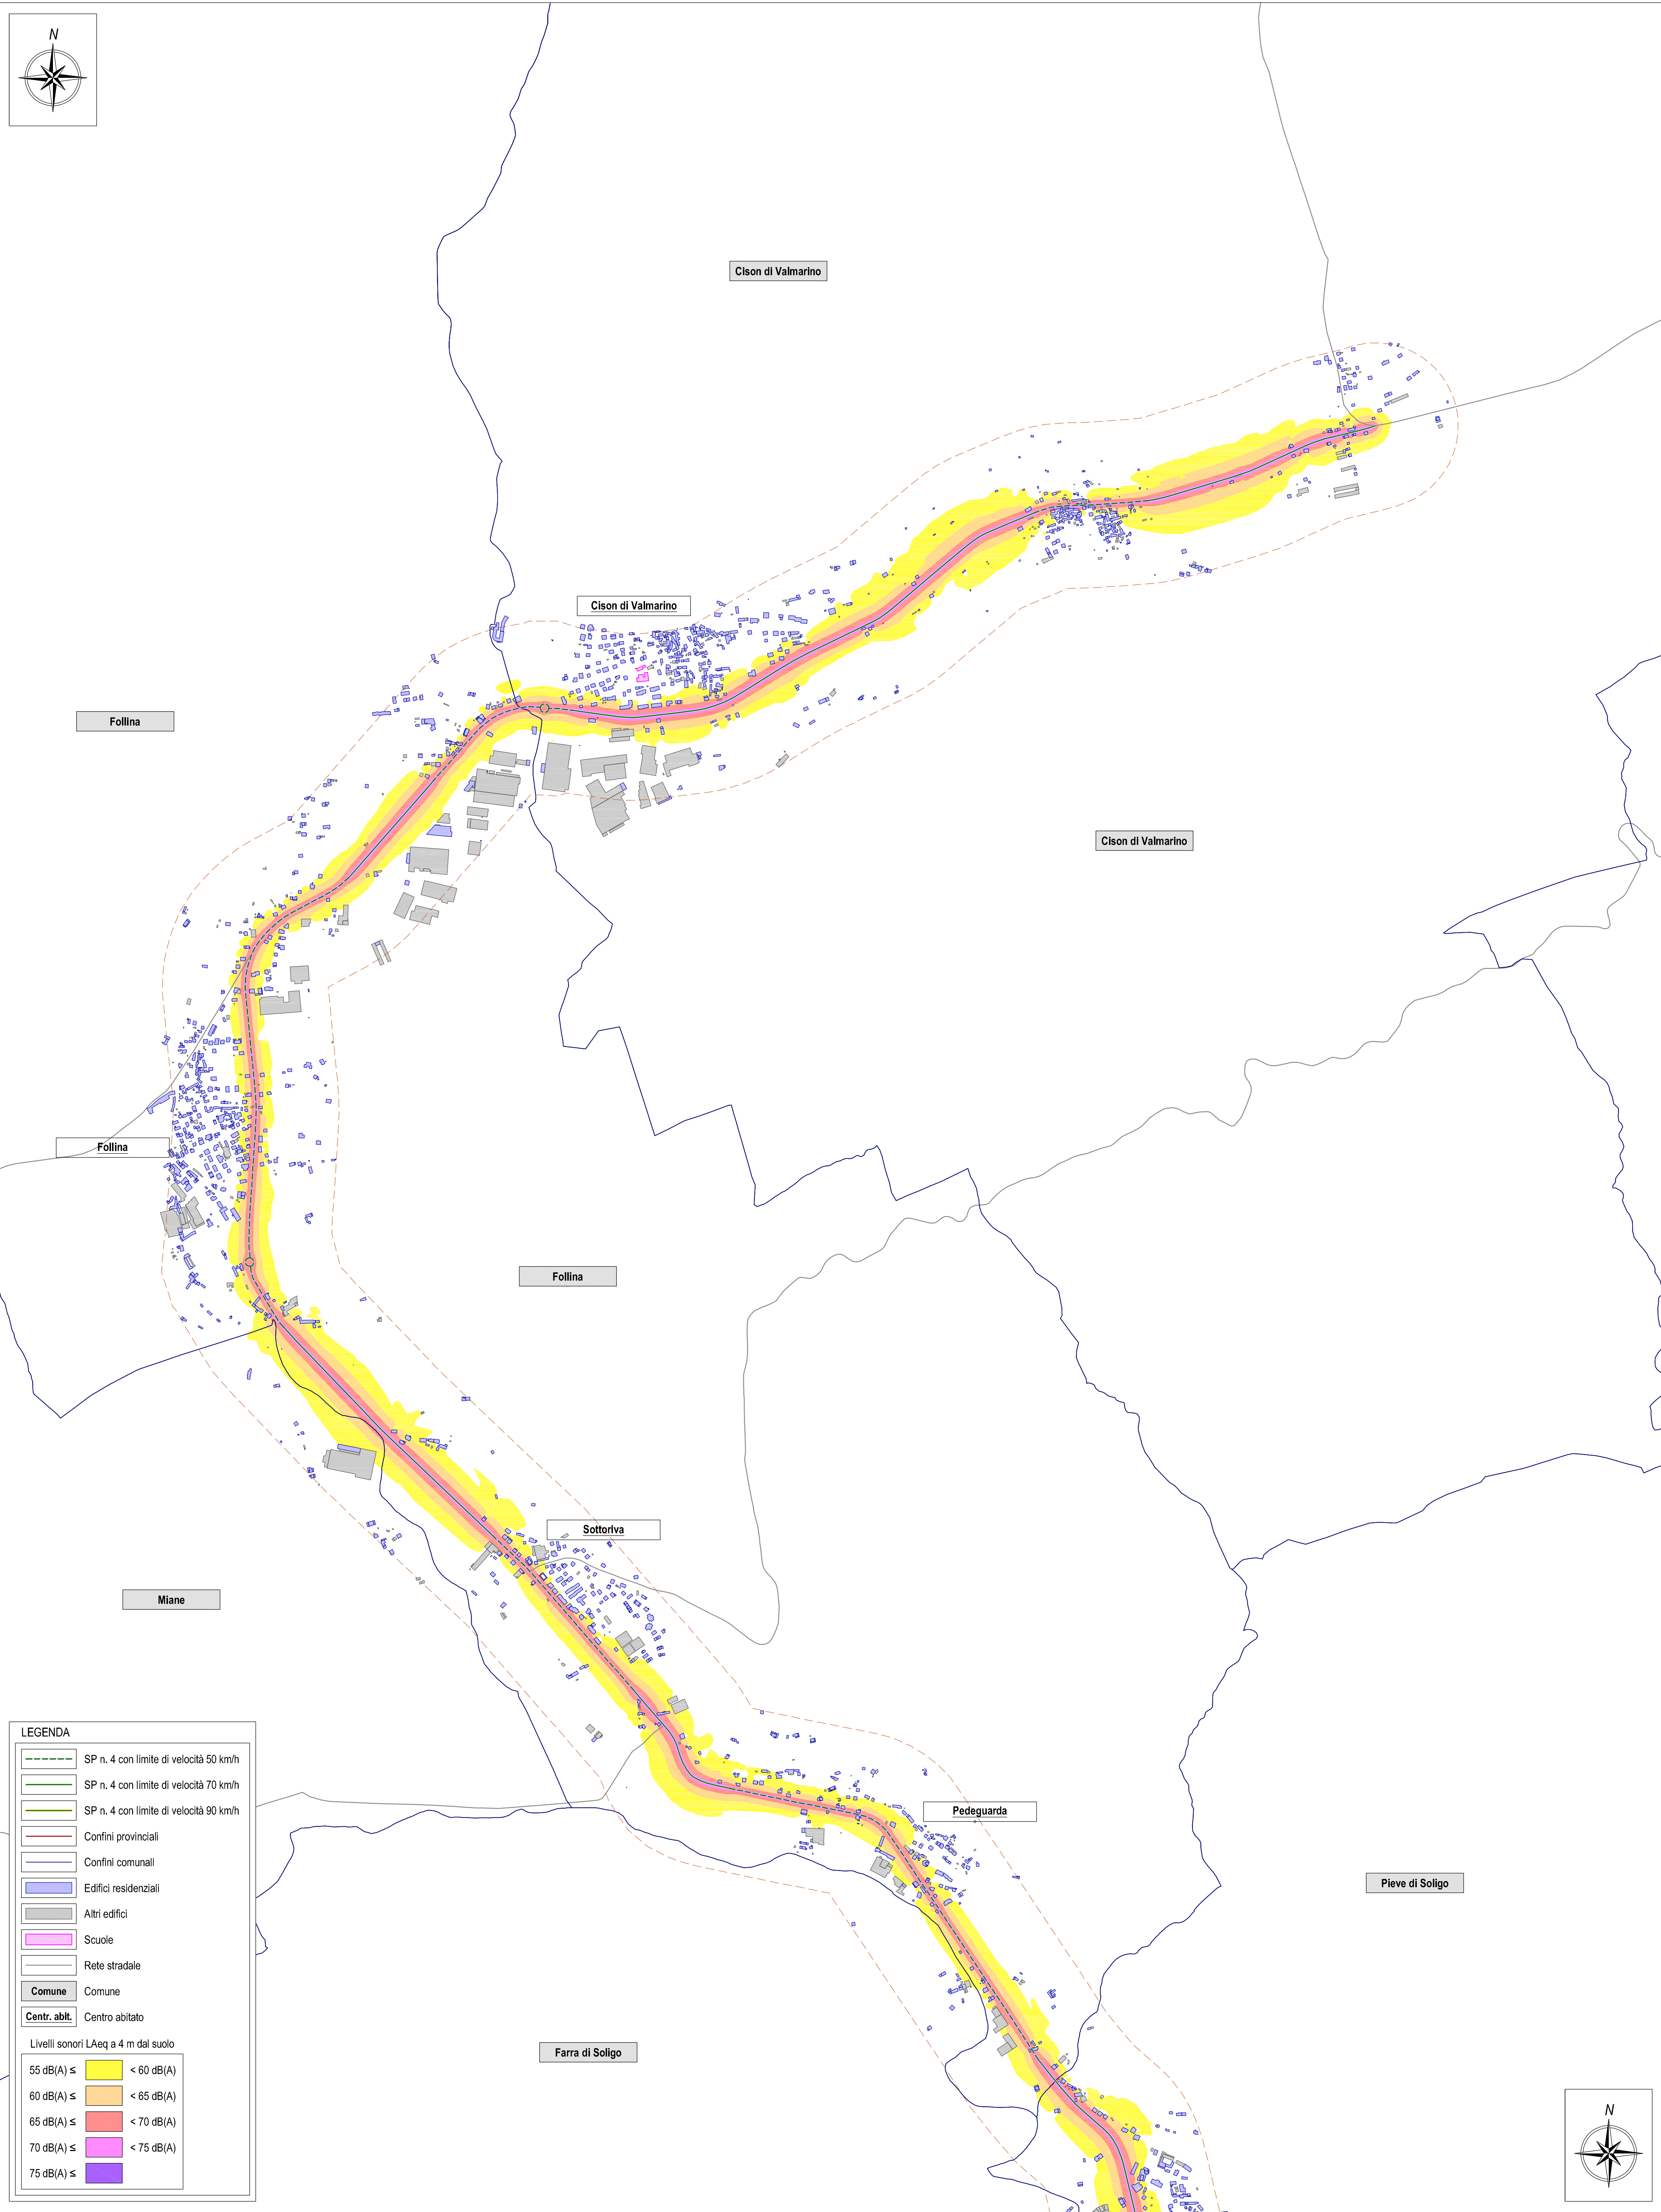 N
Cison di Valmarino
Cison di Valmarino
Follina
Cison di Valmarino
Follina
Follina
Sottoriva
Miane
Pedeguarda
Pieve di Soligo
Farra di Soligo
LEGENDA
SP n. 4 con limite di velocità 50 km/h
SP n. 4 con limite di velocità 70 km/h
SP n. 4 con limite di velocità 90 km/h
Confini provinciali
Confini comunali
Edifici residenziali
Altri edifici
Scuole
Rete stradale
Comune Comune
Centr. abit. Centro abitato
Livelli sonori LAeq a 4 m dal suolo
55 dB(A) ≤ < 60 dB(A)
60 dB(A) ≤ < 65 dB(A)
65 dB(A) ≤ < 70 dB(A)
70 dB(A) ≤ < 75 dB(A)
75 dB(A) ≤
N